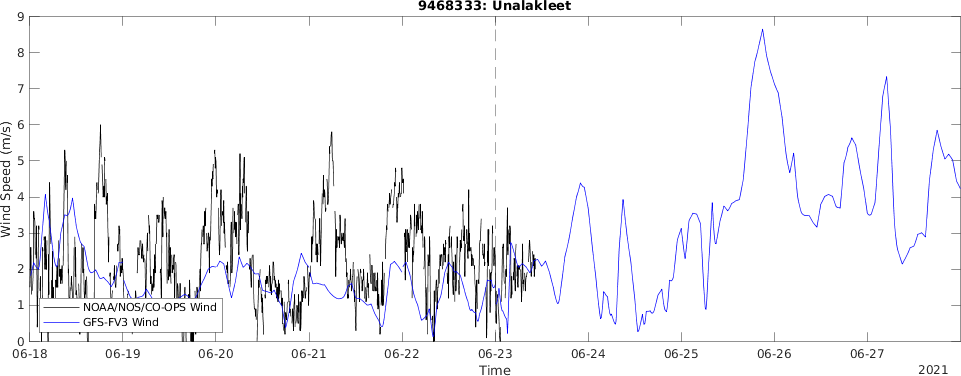 9468333: Unalakleet
Wind Speed (m/s)
9
8
7
6
5
4
3
2
1
0
NOAA/NOS/CO-OPS Wind
GFS-FV3 Wind
06-18 06-19 06-20 06-21 06-22 06-23 06-24 06-25 06-26 06-27
Time
2021